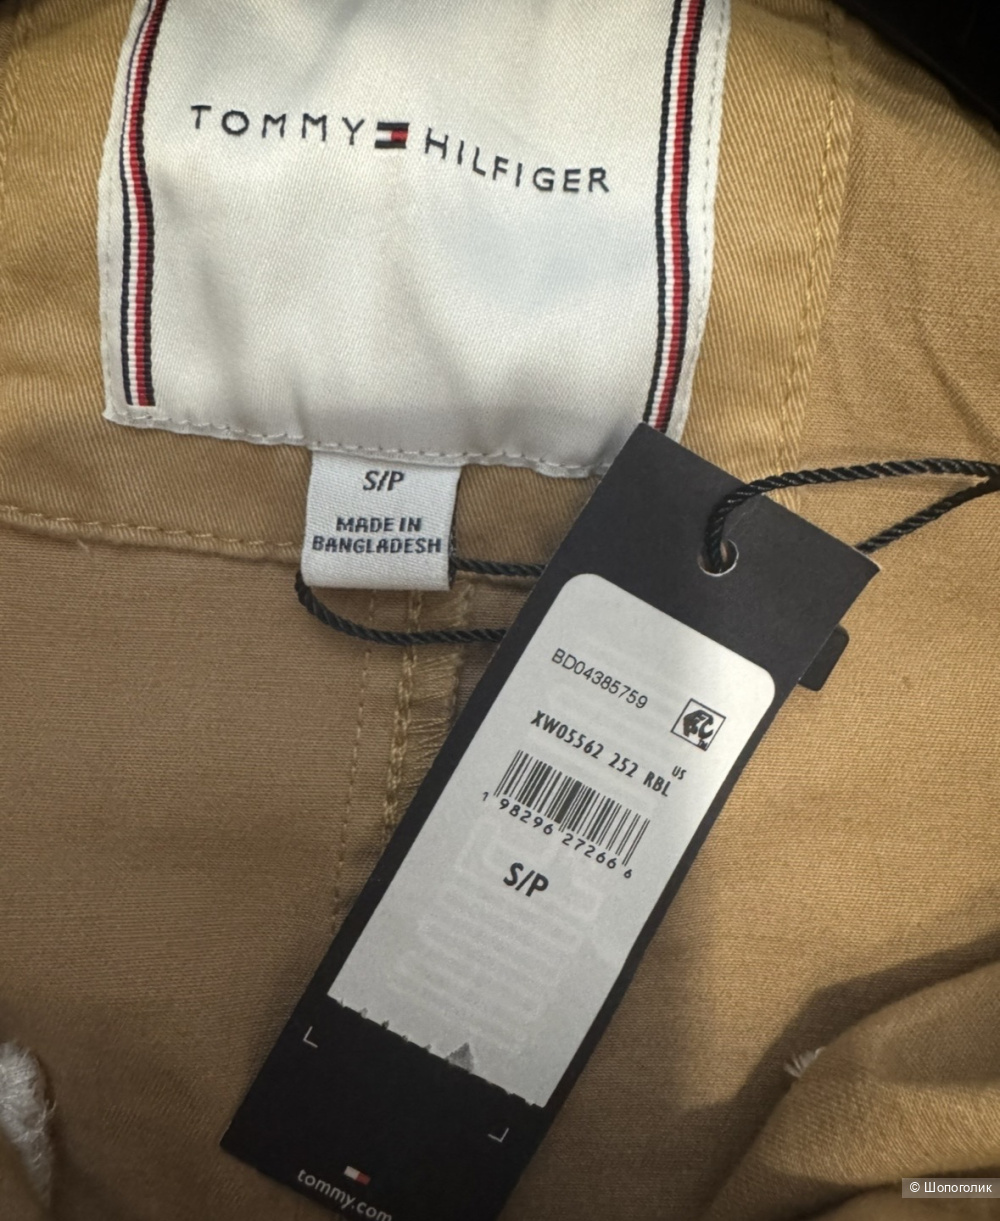 TOMMY HILFIGER
S/P
MADE IN
BANGLADESH
BD04385759
XW05562 252 RBL US
1 98296 27266 6
S/P
tommy.com
© Шопоголик